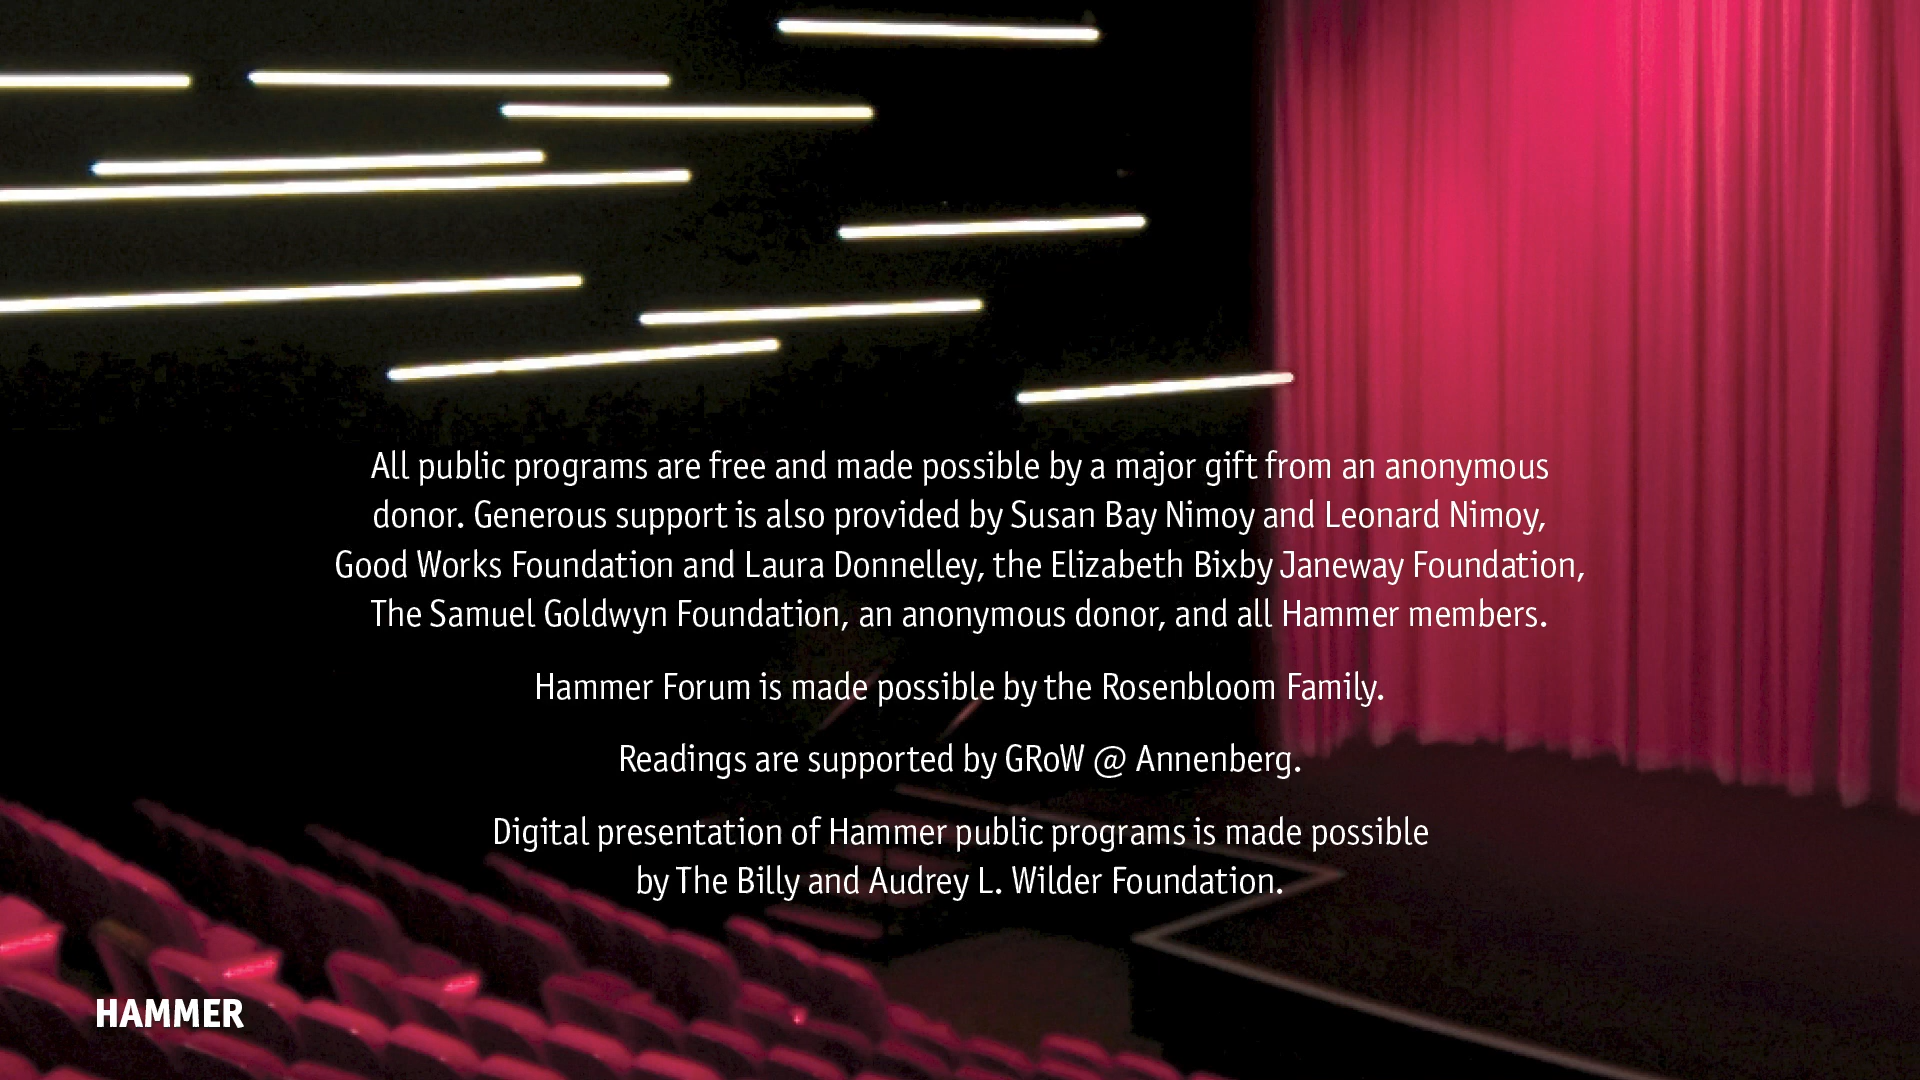 All public programs are free and made possible by a major gift from an anonymous
donor. Generous support is also provided by Susan Bay Nimoy and Leonard Nimoy,
Good Works Foundation and Laura Donnelley, the Elizabeth Bixby Janeway Foundation,
The Samuel Goldwyn Foundation, an anonymous donor, and all Hammer members.
Hammer Forum is made possible by the Rosenbloom Family.
Readings are supported by GRoW @ Annenberg.
Digital presentation of Hammer public programs is made possible
by The Billy and Audrey L. Wilder Foundation.
HAMMER